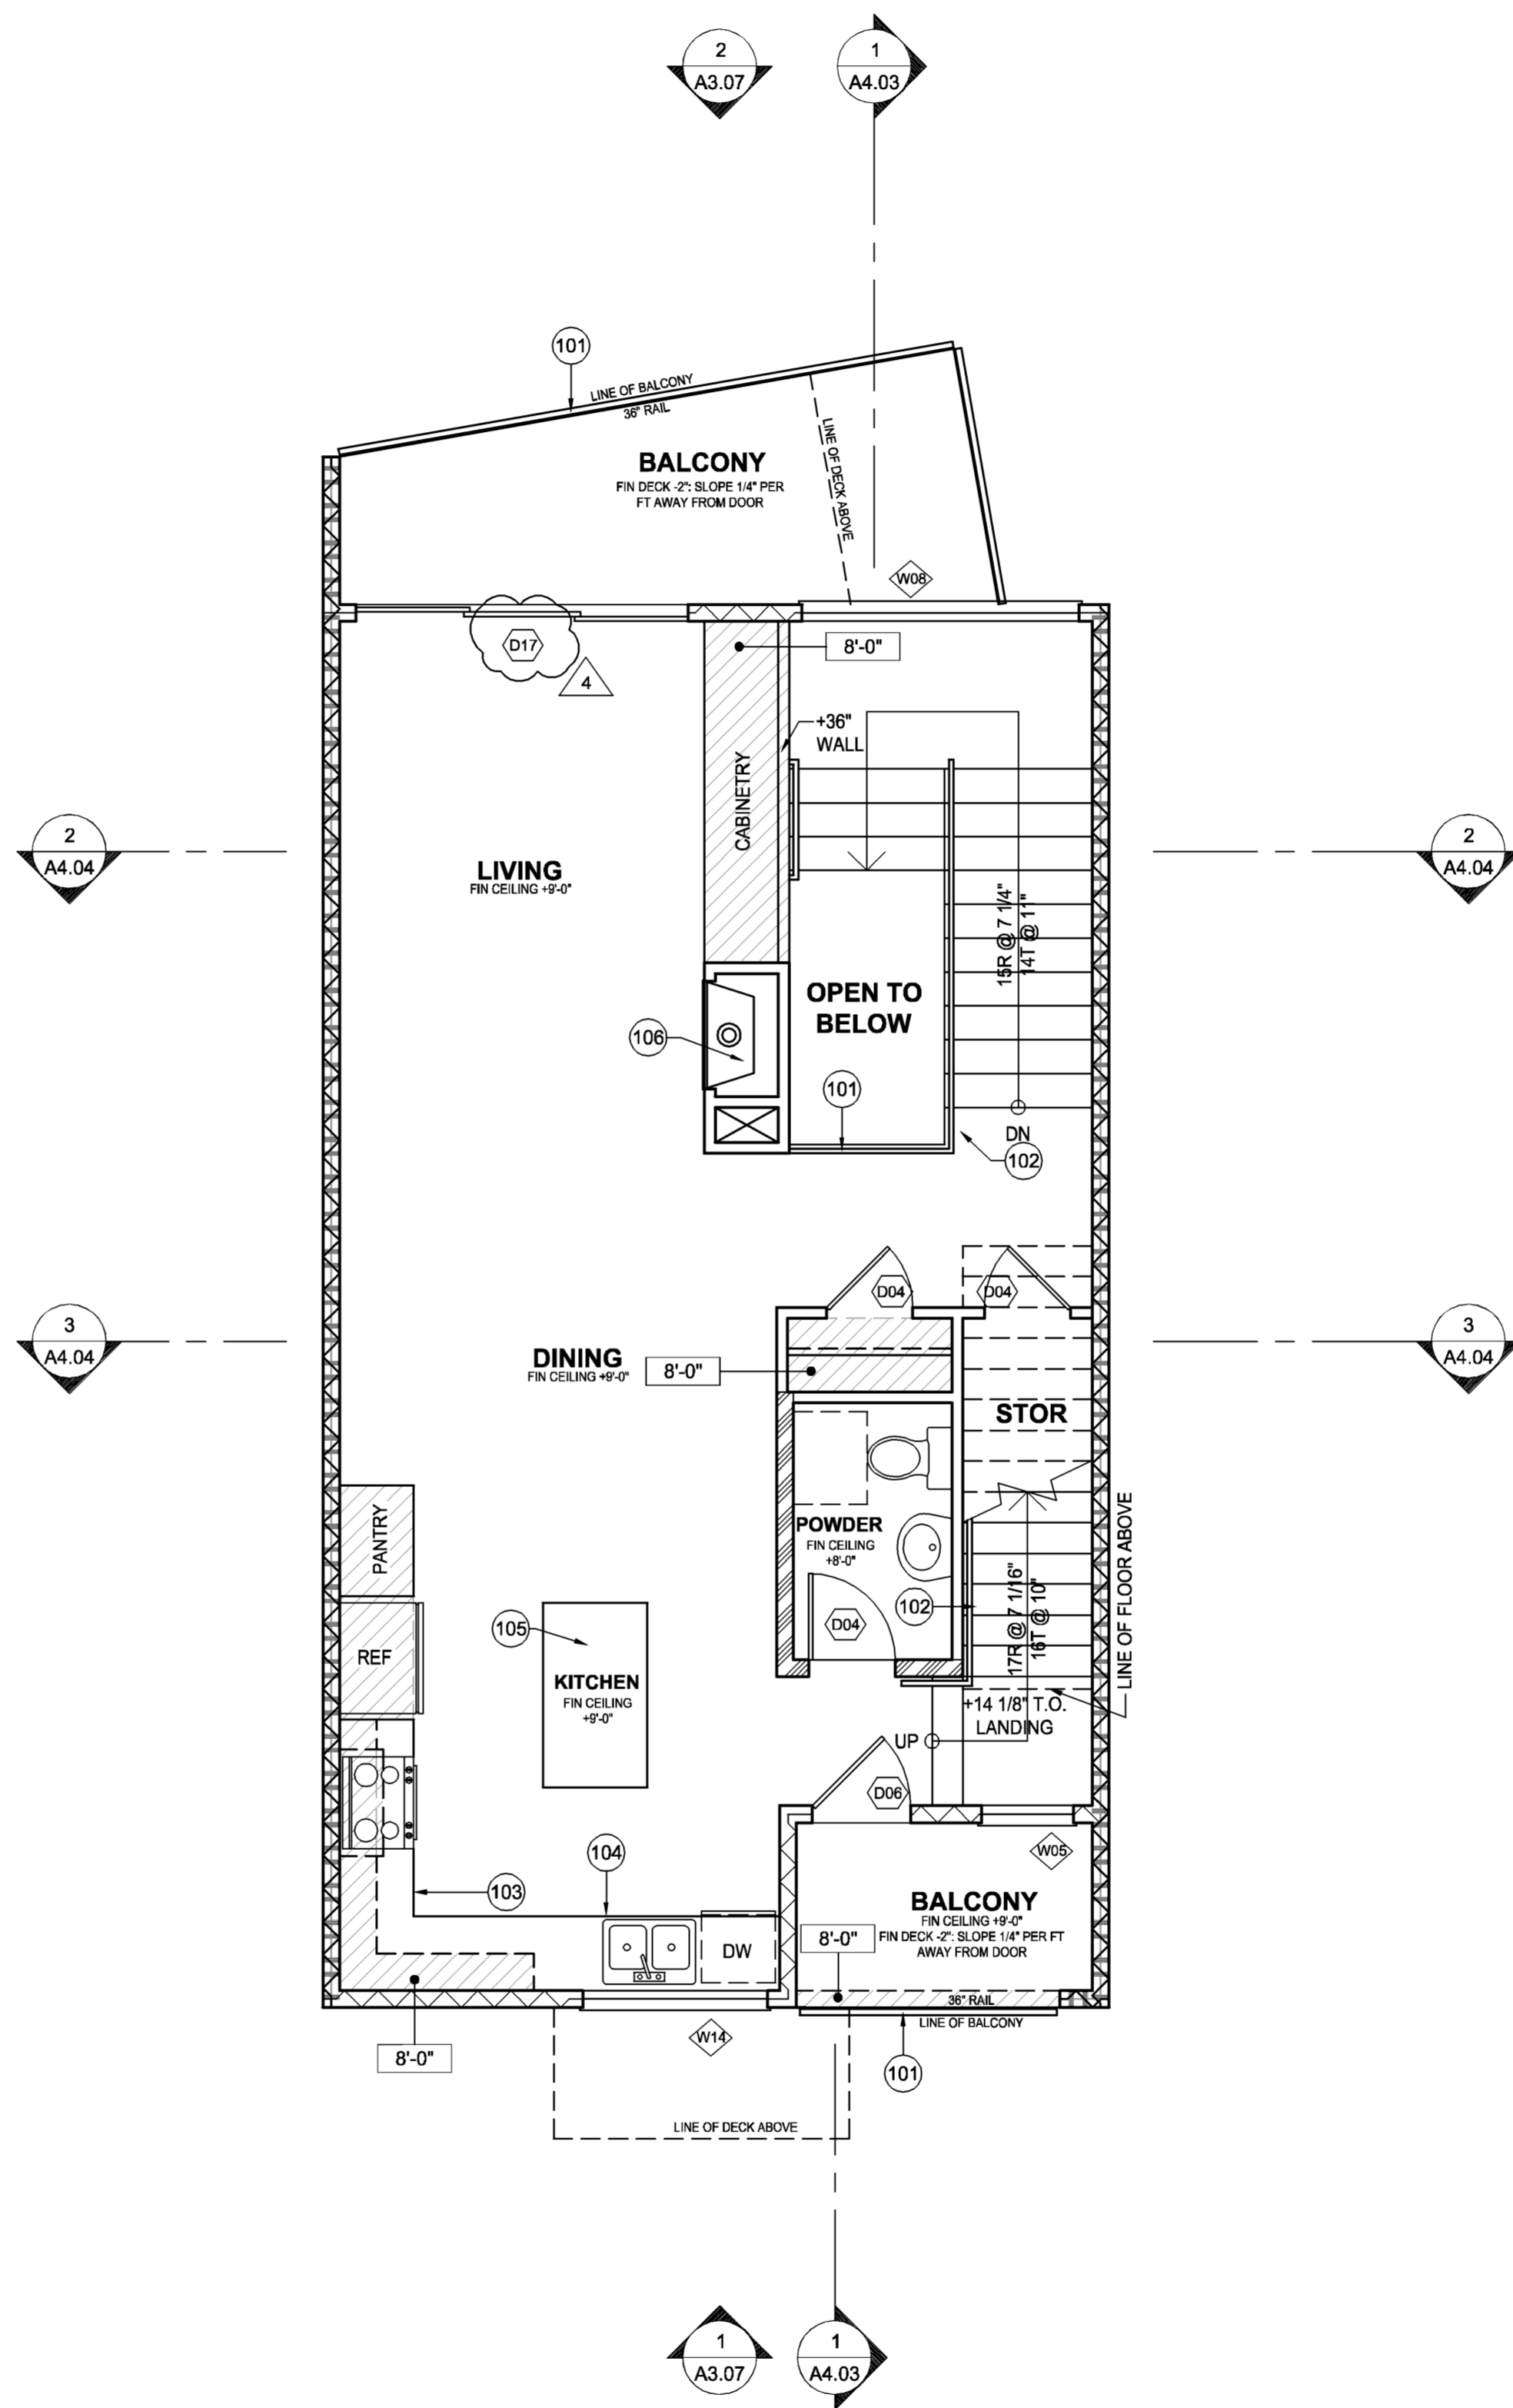 2
A3.07
1
A4.03
101
LINE OF BALCONY
36" RAIL
BALCONY
FIN DECK -2": SLOPE 1/4" PER
FT AWAY FROM DOOR
LINE OF DECK ABOVE
W08
D17
4
8'-0"
+36"
WALL
CABINETRY
2
A4.04
LIVING
FIN CEILING +9'-0"
15R @ 7 1/4"
14T @ 11"
2
A4.04
OPEN TO
BELOW
106
101
DN
102
D04
D04
3
A4.04
DINING
FIN CEILING +9'-0"
8'-0"
3
A4.04
STOR
PANTRY
POWDER
FIN CEILING
+8'-0"
LINE OF FLOOR ABOVE
102
17R @ 7 1/16"
16T @ 10"
105
D04
REF
KITCHEN
FIN CEILING
+9'-0"
+14 1/8" T.O.
LANDING
UP
D06
104
W05
103
BALCONY
FIN CEILING +9'-0"
FIN DECK -2": SLOPE 1/4" PER FT
AWAY FROM DOOR
8'-0"
DW
36" RAIL
LINE OF BALCONY
W14
8'-0"
101
LINE OF DECK ABOVE
1
A3.07
1
A4.03